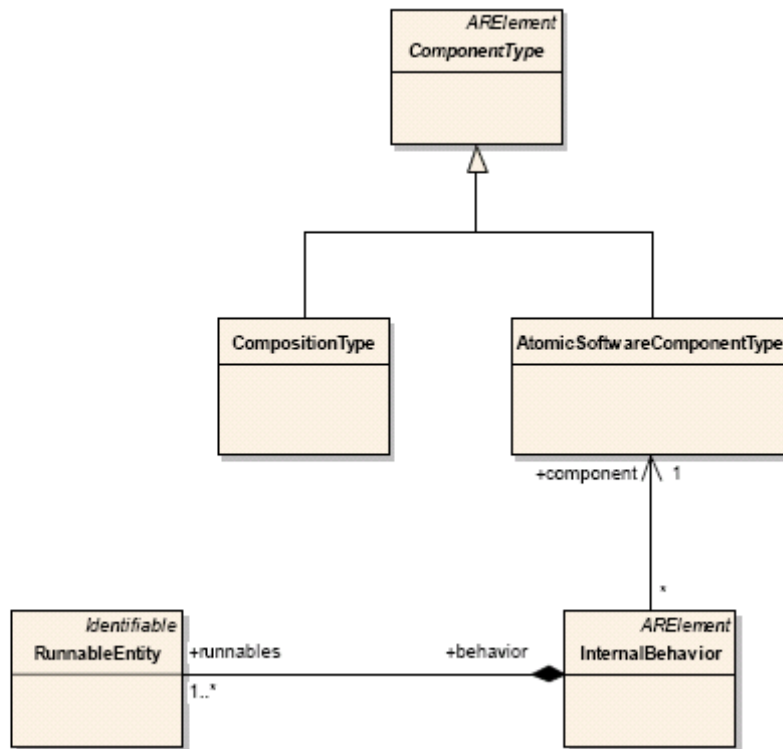 ARElement
ComponentType
CompositionType
AtomicSoftwareComponentType
+component
1
*
Identifiable
RunnableEntity
+runnables
1..*
+behavior
ARElement
InternalBehavior